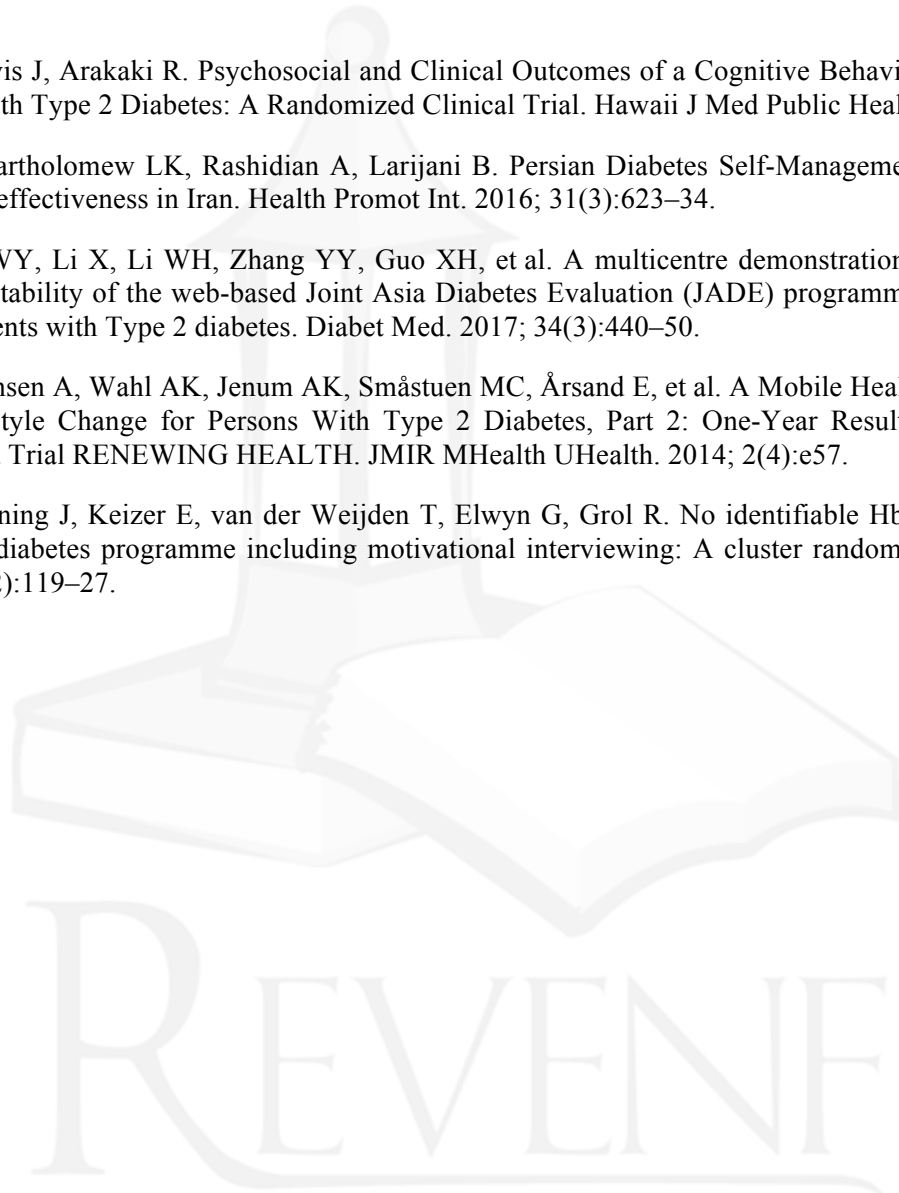 vis J, Arakaki R. Psychosocial and Clinical Outcomes of a Cognitive Behavi
th Type 2 Diabetes: A Randomized Clinical Trial. Hawaii J Med Public Heal
artholomew LK, Rashidian A, Larijani B. Persian Diabetes Self-Manageme
effectiveness in Iran. Health Promot Int. 2016; 31(3):623–34.
WY, Li X, Li WH, Zhang YY, Guo XH, et al. A multicentre demonstration
tability of the web-based Joint Asia Diabetes Evaluation (JADE) programm
ents with Type 2 diabetes. Diabet Med. 2017; 34(3):440–50.
nsen A, Wahl AK, Jenum AK, Småstuen MC, Årsand E, et al. A Mobile Heal
tyle Change for Persons With Type 2 Diabetes, Part 2: One-Year Result
Trial RENEWING HEALTH. JMIR MHealth UHealth. 2014; 2(4):e57.
ning J, Keizer E, van der Weijden T, Elwyn G, Grol R. No identifiable Hb
diabetes programme including motivational interviewing: A cluster random
2):119–27.
REVENF